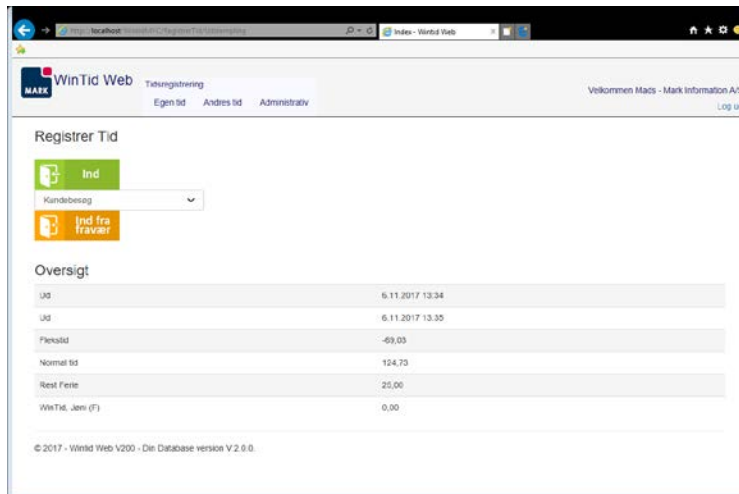 Index - Wintid Web
MARK
WinTid Web
Tidsregistrering
Egen tid Andres tid Administrativ
Velkommen Mads - Mark Information A/S
Log u
Registrer Tid
Ind
Kundebesøg
Ind fra
fravær
Oversigt
Ud 6.11.2017 13:34
Ud 6.11.2017 13:35
Flekstid -69,03
Normal tid 124,73
Rest Ferie 25,00
WinTid, Jeni (F) 0,00
© 2017 - Wintid Web V200 - Din Database version V.2.0.0.